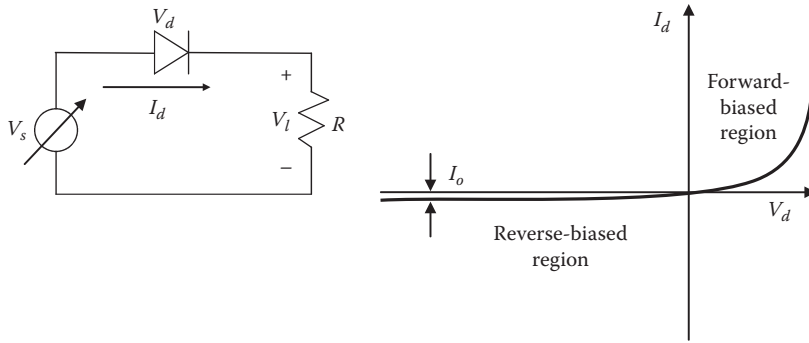 V_d
I_d
V_s
+
V_l
R
−
I_d
Forward-
biased
region
I_o
V_d
Reverse-biased
region